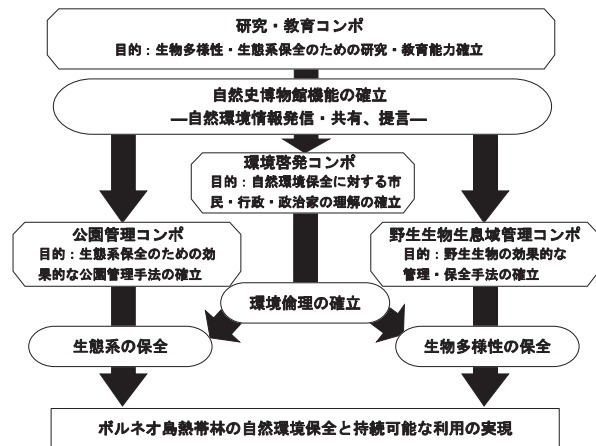 研究・教育コンポ
目的：生物多様性・生態系保全のための研究・教育能力確立
自然史博物館機能の確立
―自然環境情報発信・共有、提言―
環境啓発コンポ
目的：自然環境保全に対する市
民・行政・政治家の理解の確立
公園管理コンポ
目的：生態系保全のための効
果的な公園管理手法の確立
野生生物生息域管理コンポ
目的：野生生物の効果的な
管理・保全手法の確立
環境倫理の確立
生態系の保全
生物多様性の保全
ボルネオ島熱帯林の自然環境保全と持続可能な利用の実現